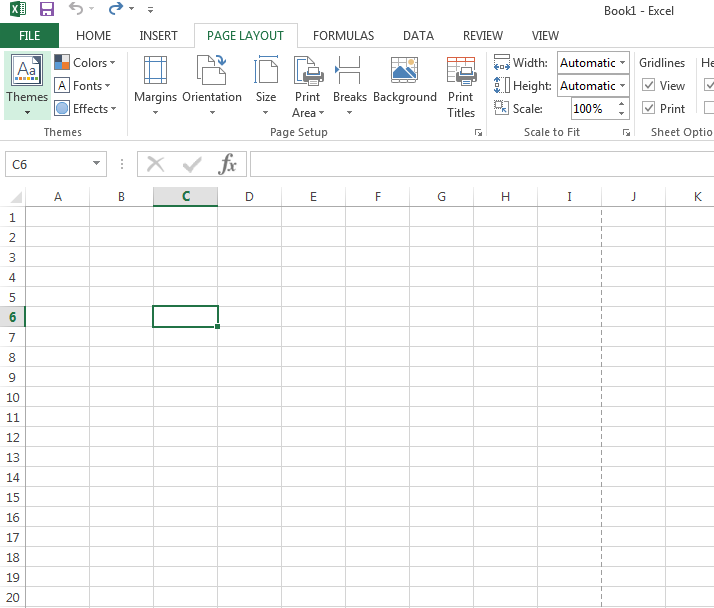 Book1 - Excel
FILE HOME INSERT PAGE LAYOUT FORMULAS DATA REVIEW VIEW
Themes
Aa
Colors
A Fonts
Effects
Themes
Margins Orientation Size Print Area Breaks Background Print Titles
Page Setup
Width: Automatic
Height: Automatic
Scale: 100%
Scale to Fit
Gridlines
View
Print
He
Sheet Option
C6 fx
A B C D E F G H I J K
1
2
3
4
5
6
7
8
9
10
11
12
13
14
15
16
17
18
19
20